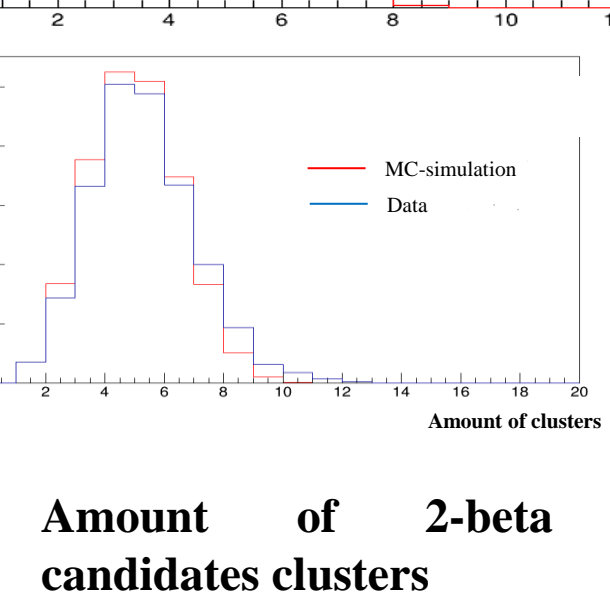 2 4 6 8 10 1
MC-simulation
Data
2 4 6 8 10 12 14 16 18 20
Amount of clusters
Amount of 2-beta
candidates clusters